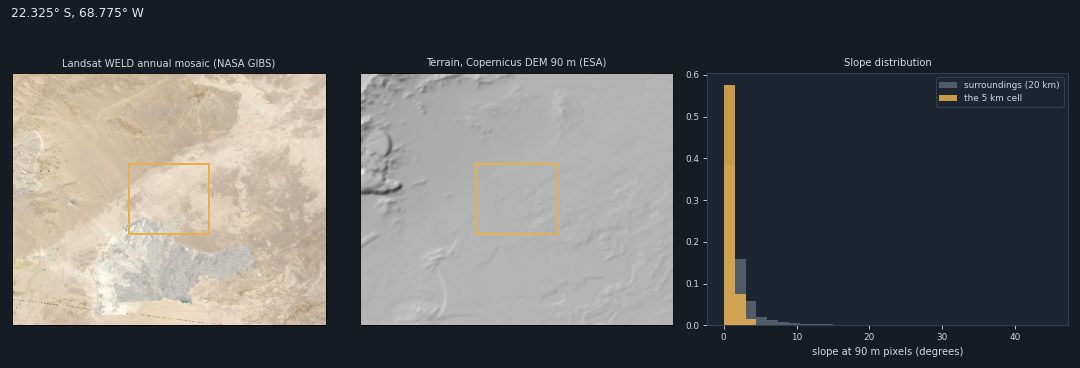 22.325° S, 68.775° W
Landsat WELD annual mosaic (NASA GIBS)
Terrain, Copernicus DEM 90 m (ESA)
Slope distribution
surroundings (20 km)
the 5 km cell
0.6
0.5
0.4
0.3
0.2
0.1
0.0
0 10 20 30 40
slope at 90 m pixels (degrees)